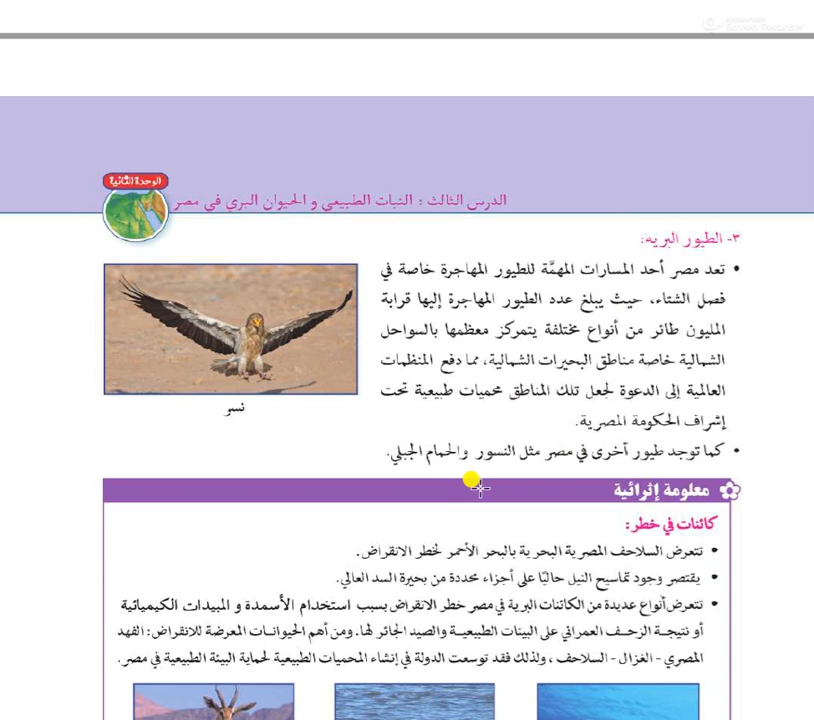 الوحدة الثانية
الدرس الثالث : النبات الطبيعي و الحيوان البري في مصر
٣- الطيور البريه:
• تعد مصر أحد المسارات المهمَّة للطيور المهاجرة خاصة في
فصل الشتاء، حيث يبلغ عدد الطيور المهاجرة إليها قرابة
المليون طائر من أنواع مختلفة يتمركز معظمها بالسواحل
الشمالية خاصة مناطق البحيرات الشمالية، مما دفع المنظمات
العالمية إلى الدعوة لجعل تلك المناطق محميات طبيعية تحت
إشراف الحكومة المصرية.
• كما توجد طيور أخرى في مصر مثل النسور والحمام الجبلي.
نسو
معلومة إثرائية
كائنات في خطر:
• تتعرض السلاحف المصرية البحرية بالبحر الأحمر لخطر الانقراض.
• يقتصر وجود تماسيح النيل حاليًا على أجزاء محددة من بحيرة السد العالي.
• تتعرض أنواع عديدة من الكائنات البرية في مصر خطر الانقراض بسبب استخدام الأسمدة و المبيدات الكيميائية
أو نتيجة الزحف العمراني على البيئات الطبيعية والصيد الجائر لها. ومن أهم الحيوانات المعرضة للانقراض: الفهد
المصري - الغزال - السلاحف ، ولذلك فقد توسعت الدولة في إنشاء المحميات الطبيعية لحماية البيئة الطبيعية في مصر.